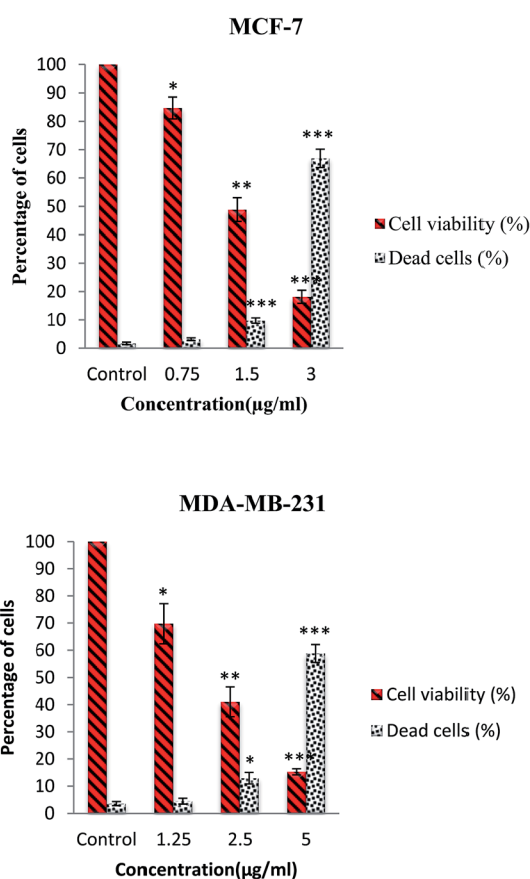 MCF-7
Percentage of cells
100
90
80
70
60
50
40
30
20
10
0
*
**
***
***
***
Control 0.75 1.5 3
Concentration(μg/ml)
Cell viability (%)
Dead cells (%)
MDA-MB-231
Percentage of cells
100
90
80
70
60
50
40
30
20
10
0
*
**
*
***
***
Control 1.25 2.5 5
Concentration(μg/ml)
Cell viability (%)
Dead cells (%)